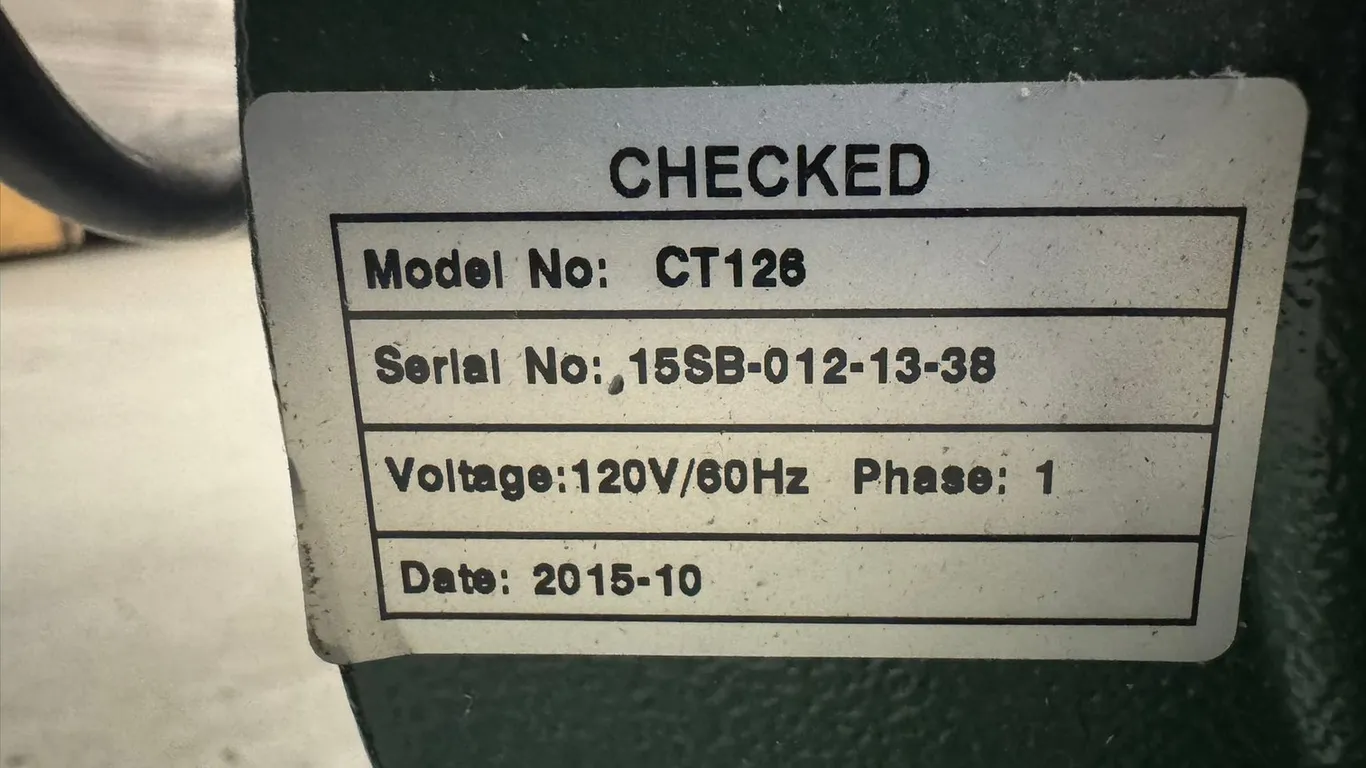 CHECKED
Model No: CT126
Serial No: 15SB-012-13-38
Voltage:120V/60Hz Phase: 1
Date: 2015-10